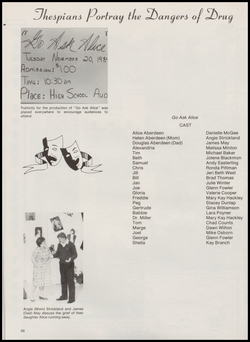 Thespians Portray the Dangers of Drug
"Go Ask Alice"
Tuesday November 20, 198
Admission: 1.00
Time: 10:30 am
Place: High School Aud
Publicity for the production of "Go Ask Alice" was
placed everywhere to encourage audiences to
attend.
Go Ask Alice
CAST
Alice Aberdeen Danielle McGee
Helen Aberdeen (Mom) Angie Strickland
Douglas Aberdeen (Dad) James May
Alexandria Melissa Minton
Tim Michael Baker
Beth Jolene Blackmon
Samuel Andy Easterling
Chris Ronda Pittman
Jill Jeri Beth West
Bill Brad Thomas
Jan Julie Winter
Joe Glenn Fowler
Gloria Valerie Cooper
Freddie Mary Kay Hackley
Peg Stacey Dunlap
Gertrude Gina Williamson
Babbie Lara Poyner
Dr. Miller Mary Kay Hackley
Tom Chad Counts
Marge Gwen Wilton
Joel Mike Osborn
George Glenn Fowler
Sheila Kay Branch
Angie (Mom) Strickland and James
(Dad) May discuss the grief of their
daughter Alice running away.